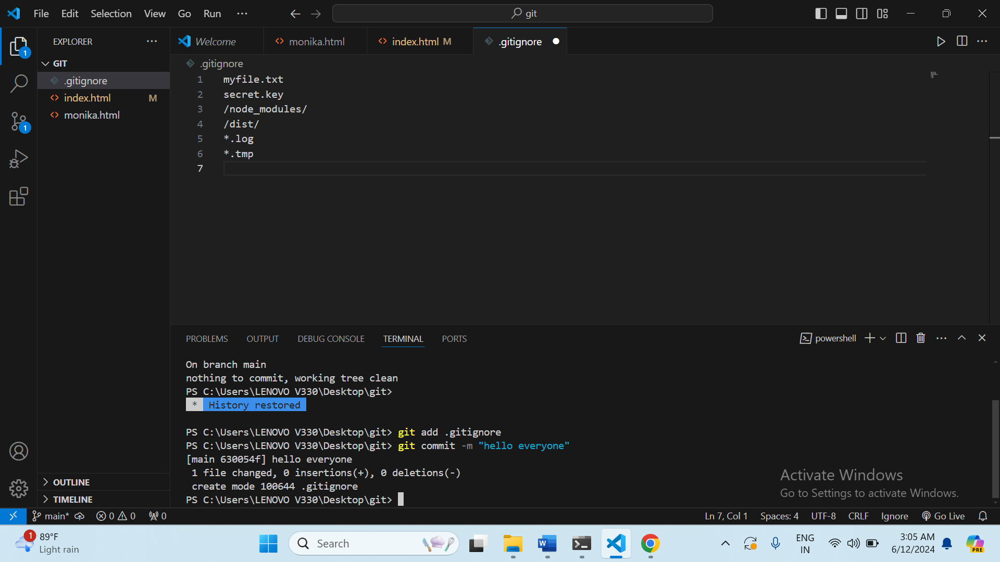 File Edit Selection View Go Run ···
git
EXPLORER
Welcome
monika.html
index.html M
.gitignore
1
GIT
.gitignore
.gitignore
index.html M
monika.html
1
1 myfile.txt
2 secret.key
3 /node_modules/
4 /dist/
5 *.log
6 *.tmp
7
PROBLEMS OUTPUT DEBUG CONSOLE TERMINAL PORTS
powershell
On branch main
nothing to commit, working tree clean
PS C:\Users\LENOVO V330\Desktop\git>
* History restored
PS C:\Users\LENOVO V330\Desktop\git> git add .gitignore
PS C:\Users\LENOVO V330\Desktop\git> git commit -m "hello everyone"
[main 630054f] hello everyone
1 file changed, 0 insertions(+), 0 deletions(-)
create mode 100644 .gitignore
PS C:\Users\LENOVO V330\Desktop\git>
Activate Windows
Go to Settings to activate Windows.
OUTLINE
TIMELINE
main* 0 0 0
Ln 7, Col 1 Spaces: 4 UTF-8 CRLF Ignore Go Live
1
89°F
Light rain
Search
W
ENG
IN
3:05 AM
6/12/2024
PRE